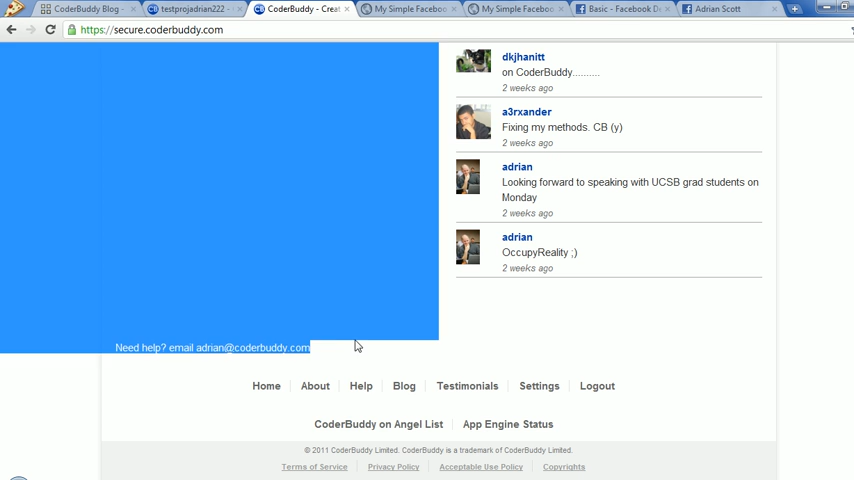 CoderBuddy Blog -
testprojadrian222 -
CoderBuddy - Creat
My Simple Faceboo
My Simple Faceboo
Basic - Facebook D
Adrian Scott
https://secure.coderbuddy.com
dkjhanitt
on CoderBuddy..........
2 weeks ago
a3rxander
Fixing my methods. CB (y)
2 weeks ago
adrian
Looking forward to speaking with UCSB grad students on
Monday
2 weeks ago
adrian
OccupyReality ;)
2 weeks ago
Need help? email adrian@coderbuddy.com
Home About Help Blog Testimonials Settings Logout
CoderBuddy on Angel List App Engine Status
© 2011 CoderBuddy Limited. CoderBuddy is a trademark of CoderBuddy Limited.
Terms of Service Privacy Policy Acceptable Use Policy Copyrights